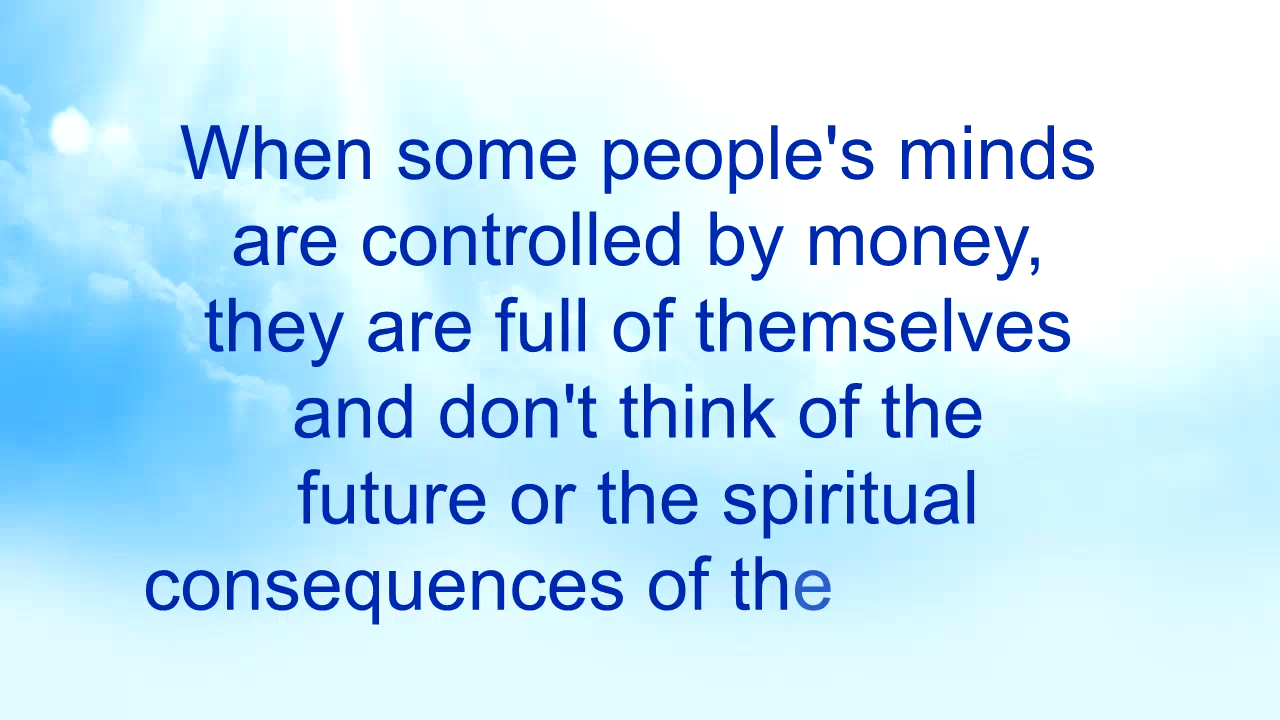 When some people's minds
are controlled by money,
they are full of themselves
and don't think of the
future or the spiritual
consequences of the